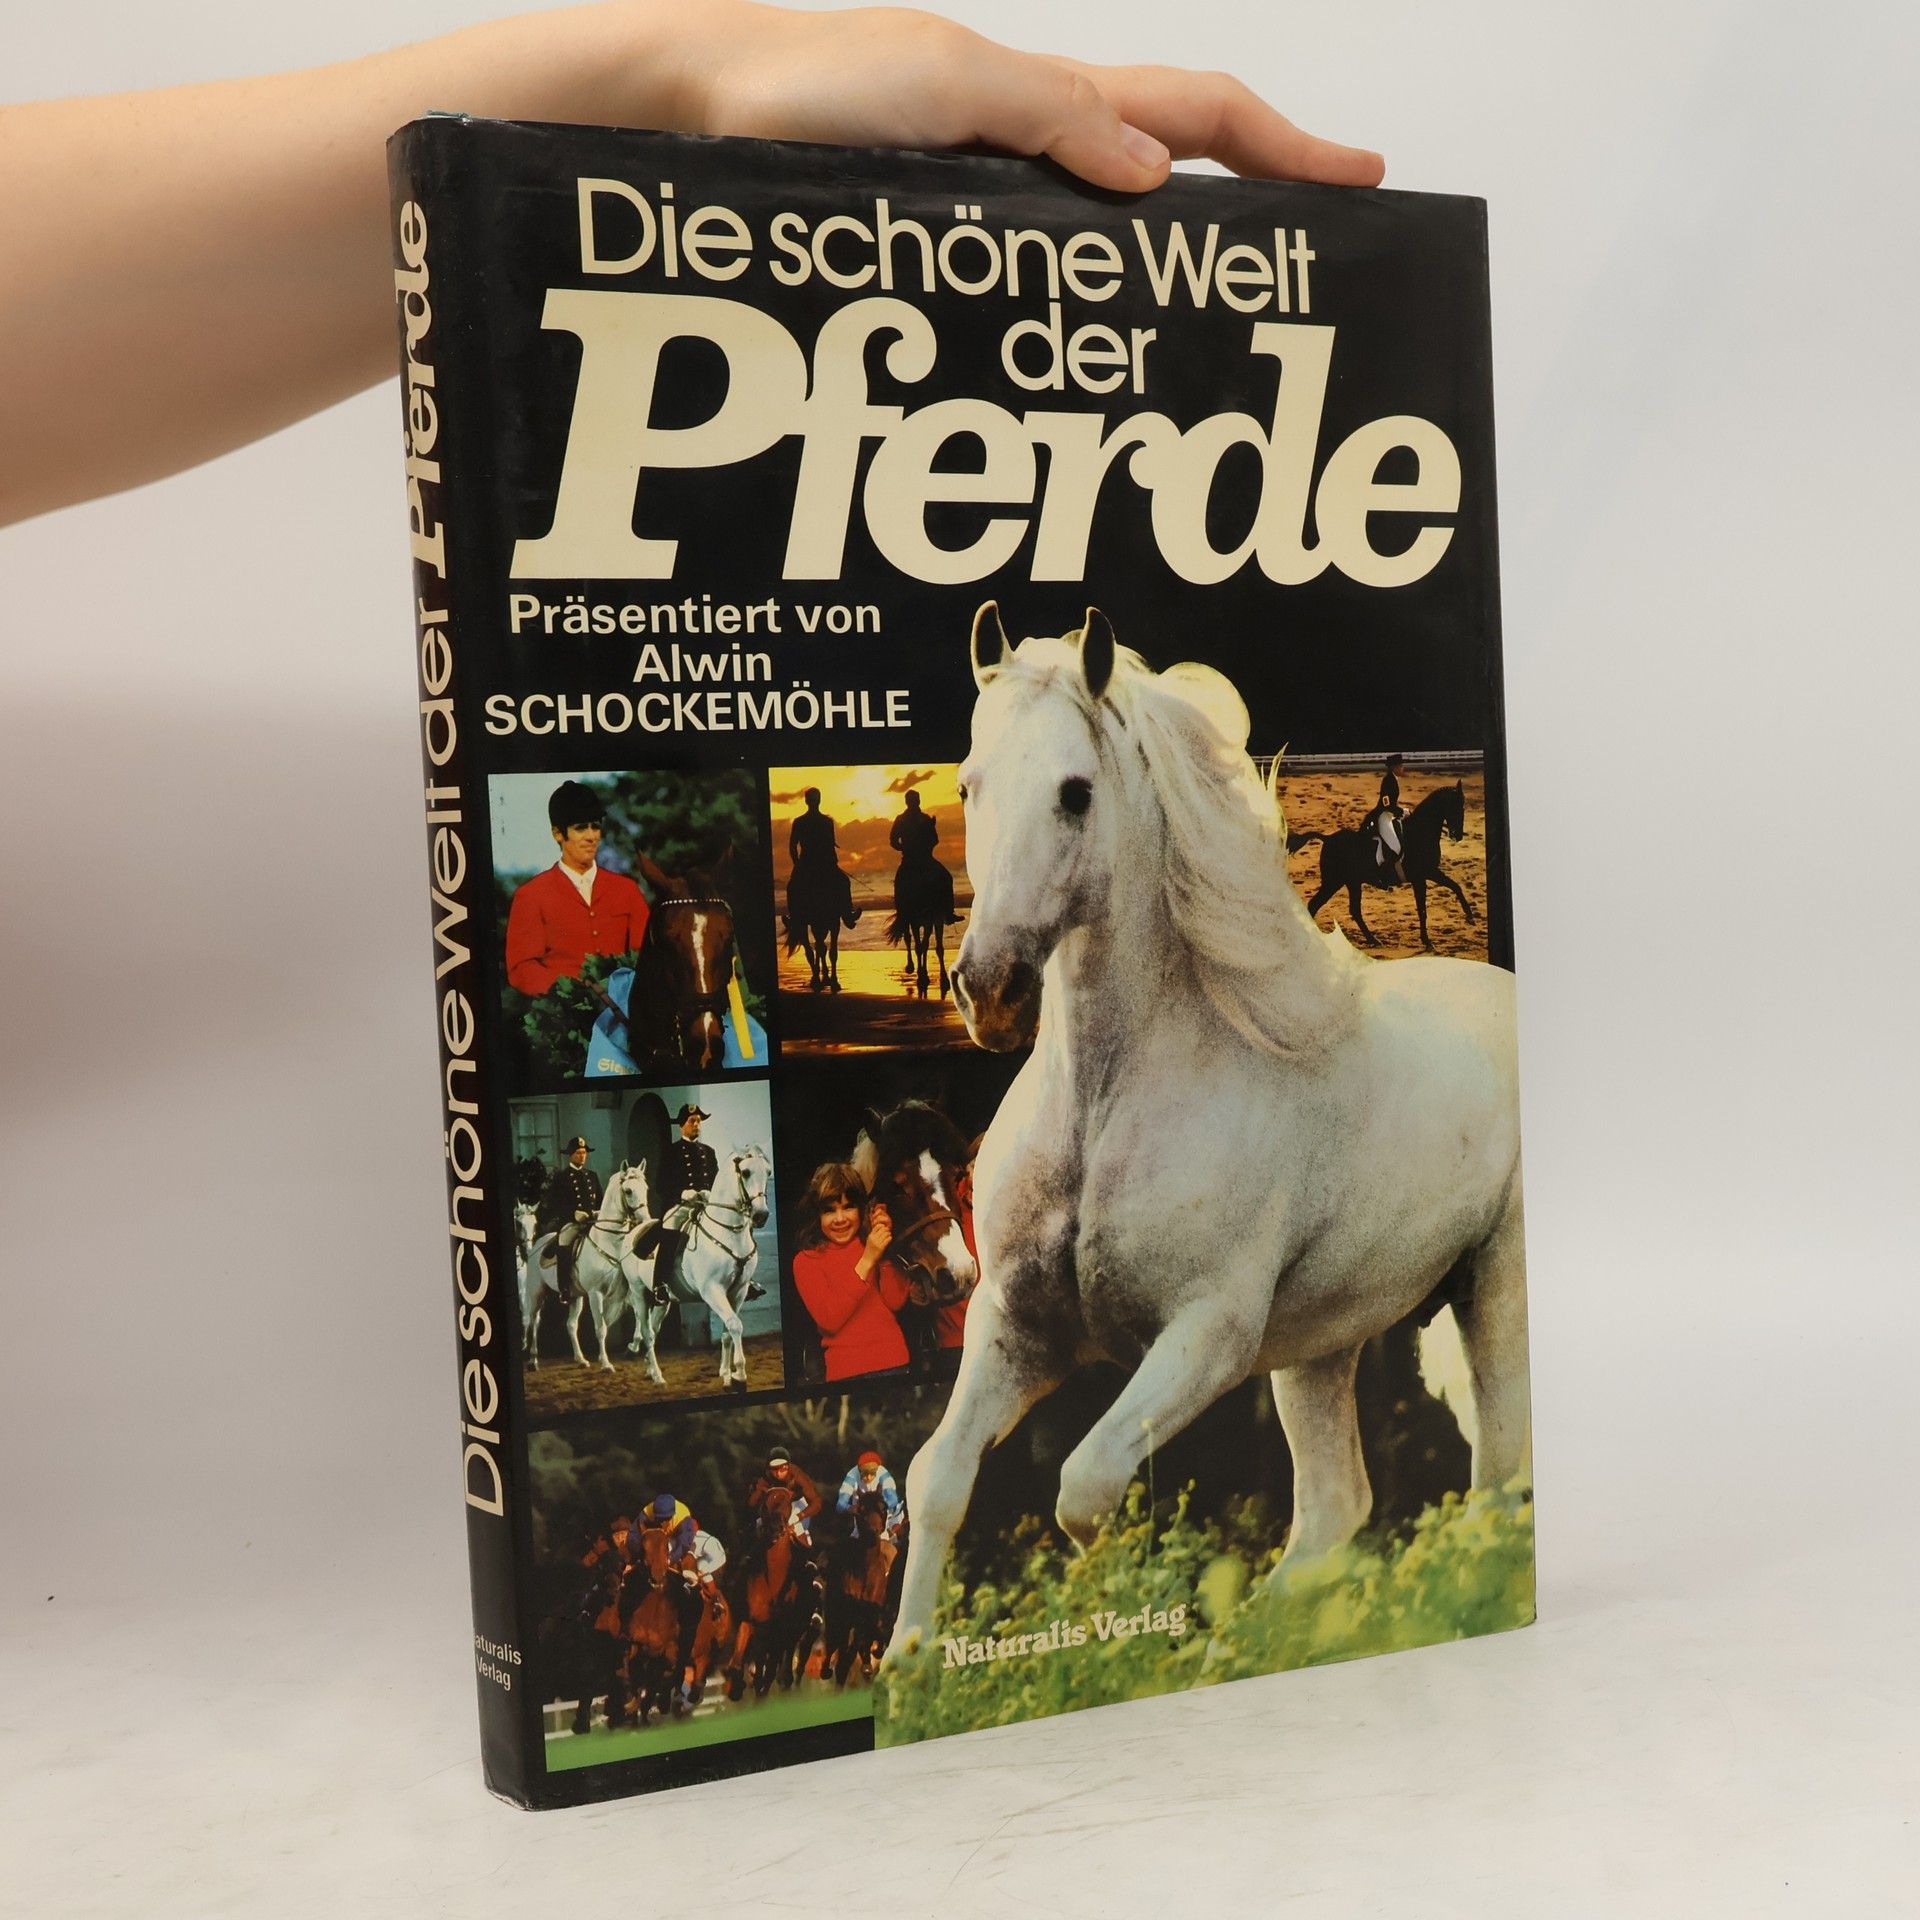 Die schöne Welt
der
Pferde
Präsentiert von
Alwin
SCHOCKEMÖHLE
Naturalis Verlag
Die schöne Welt der Pferde
Naturalis
Verlag